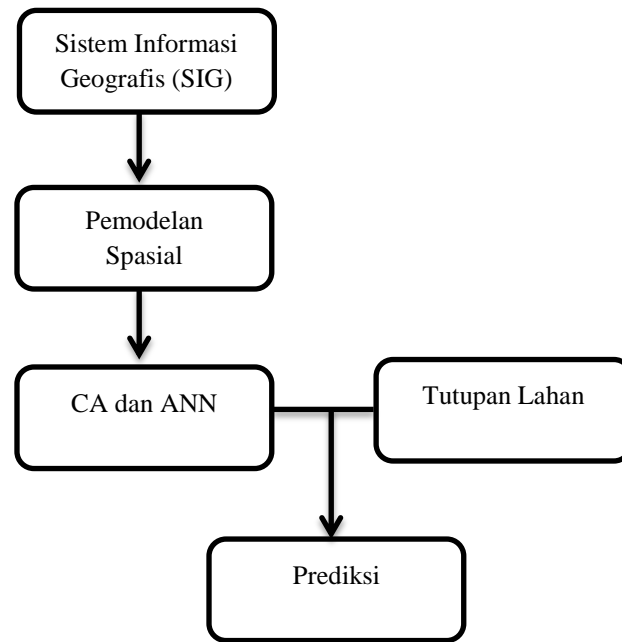 Sistem Informasi
Geografis (SIG)
Pemodelan
Spasial
CA dan ANN
Tutupan Lahan
Prediksi